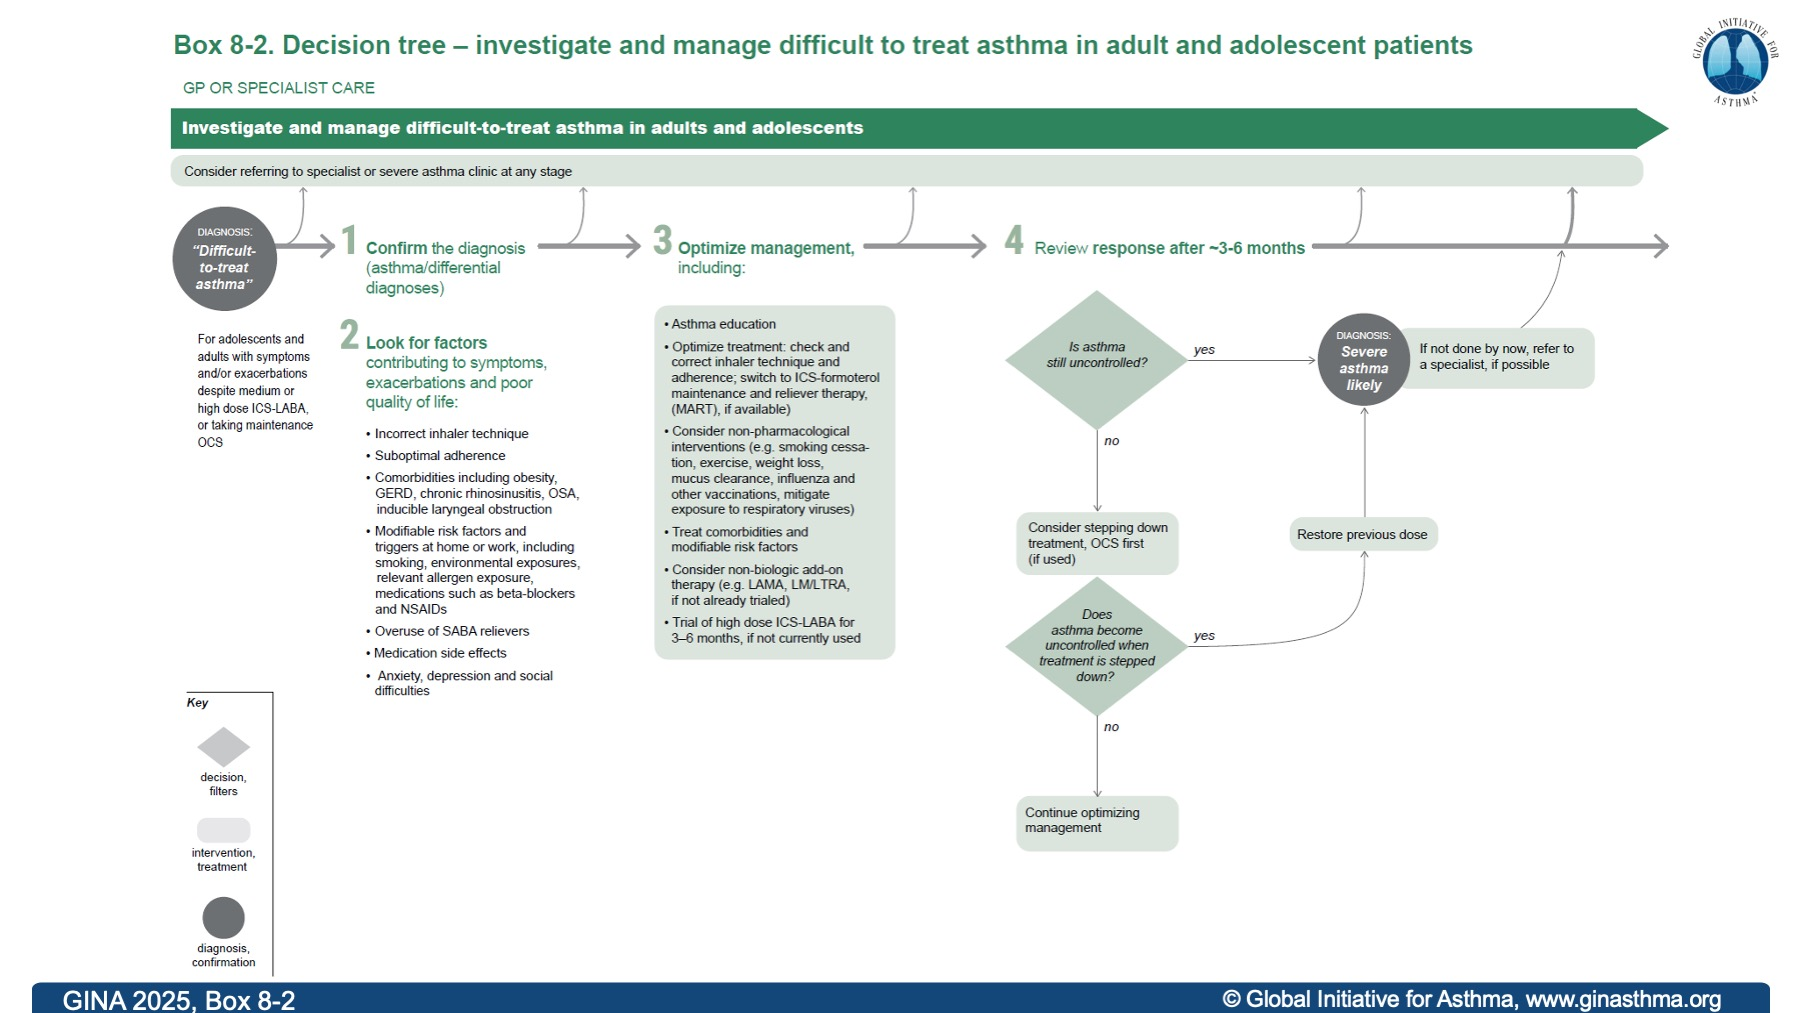 Box 8-2. Decision tree – investigate and manage difficult to treat asthma in adult and adolescent patients
GLOBAL INITIATIVE FOR
ASTHMA
GP OR SPECIALIST CARE
Investigate and manage difficult-to-treat asthma in adults and adolescents
Consider referring to specialist or severe asthma clinic at any stage
DIAGNOSIS:
“Difficult-
to-treat
asthma”
For adolescents and
adults with symptoms
and/or exacerbations
despite medium or
high dose ICS-LABA,
or taking maintenance
OCS
1 Confirm the diagnosis
(asthma/differential
diagnoses)
2 Look for factors
contributing to symptoms,
exacerbations and poor
quality of life:
• Incorrect inhaler technique
• Suboptimal adherence
• Comorbidities including obesity,
GERD, chronic rhinosinusitis, OSA,
inducible laryngeal obstruction
• Modifiable risk factors and
triggers at home or work, including
smoking, environmental exposures,
relevant allergen exposure,
medications such as beta-blockers
and NSAIDs
• Overuse of SABA relievers
• Medication side effects
• Anxiety, depression and social
difficulties
3 Optimize management,
including:
• Asthma education
• Optimize treatment: check and
correct inhaler technique and
adherence; switch to ICS-formoterol
maintenance and reliever therapy,
(MART), if available)
• Consider non-pharmacological
interventions (e.g. smoking cessa-
tion, exercise, weight loss,
mucus clearance, influenza and
other vaccinations, mitigate
exposure to respiratory viruses)
• Treat comorbidities and
modifiable risk factors
• Consider non-biologic add-on
therapy (e.g. LAMA, LM/LTRA,
if not already trialed)
• Trial of high dose ICS-LABA for
3–6 months, if not currently used
4 Review response after ~3-6 months
Is asthma
still uncontrolled?
yes
DIAGNOSIS:
Severe
asthma
likely
If not done by now, refer to
a specialist, if possible
no
Consider stepping down
treatment, OCS first
(if used)
Restore previous dose
Does
asthma become
uncontrolled when
treatment is stepped
down?
yes
no
Continue optimizing
management
Key
decision,
filters
intervention,
treatment
diagnosis,
confirmation
GINA 2025, Box 8-2
© Global Initiative for Asthma, www.ginasthma.org